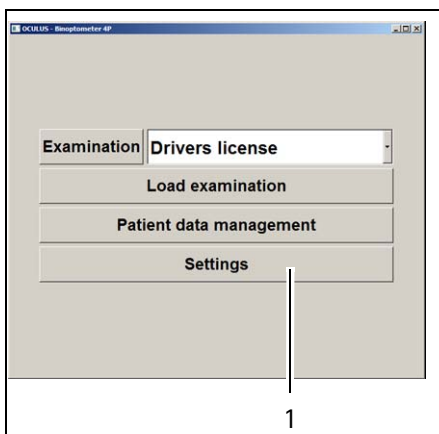 OCULUS - Binoptometer 4P
Examination Drivers license
Load examination
Patient data management
Settings
1